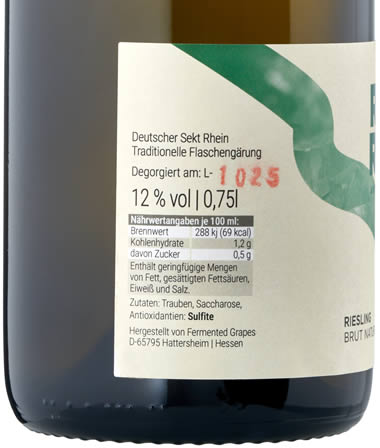 Deutscher Sekt Rhein
Traditionelle Flaschengärung
Degorgiert am: L- 1025
12 % vol | 0,75l
Nährwertangaben je 100 ml:
Brennwert 288 kj (69 kcal)
Kohlenhydrate 1,2 g
davon Zucker 0,5 g
Enthält geringfügige Mengen
von Fett, gesättigten Fettsäuren,
Eiweiß und Salz.
Zutaten: Trauben, Saccharose,
Antioxidantien: Sulfite
Hergestellt von Fermented Grapes
D-65795 Hattersheim | Hessen
RIESLING
BRUT